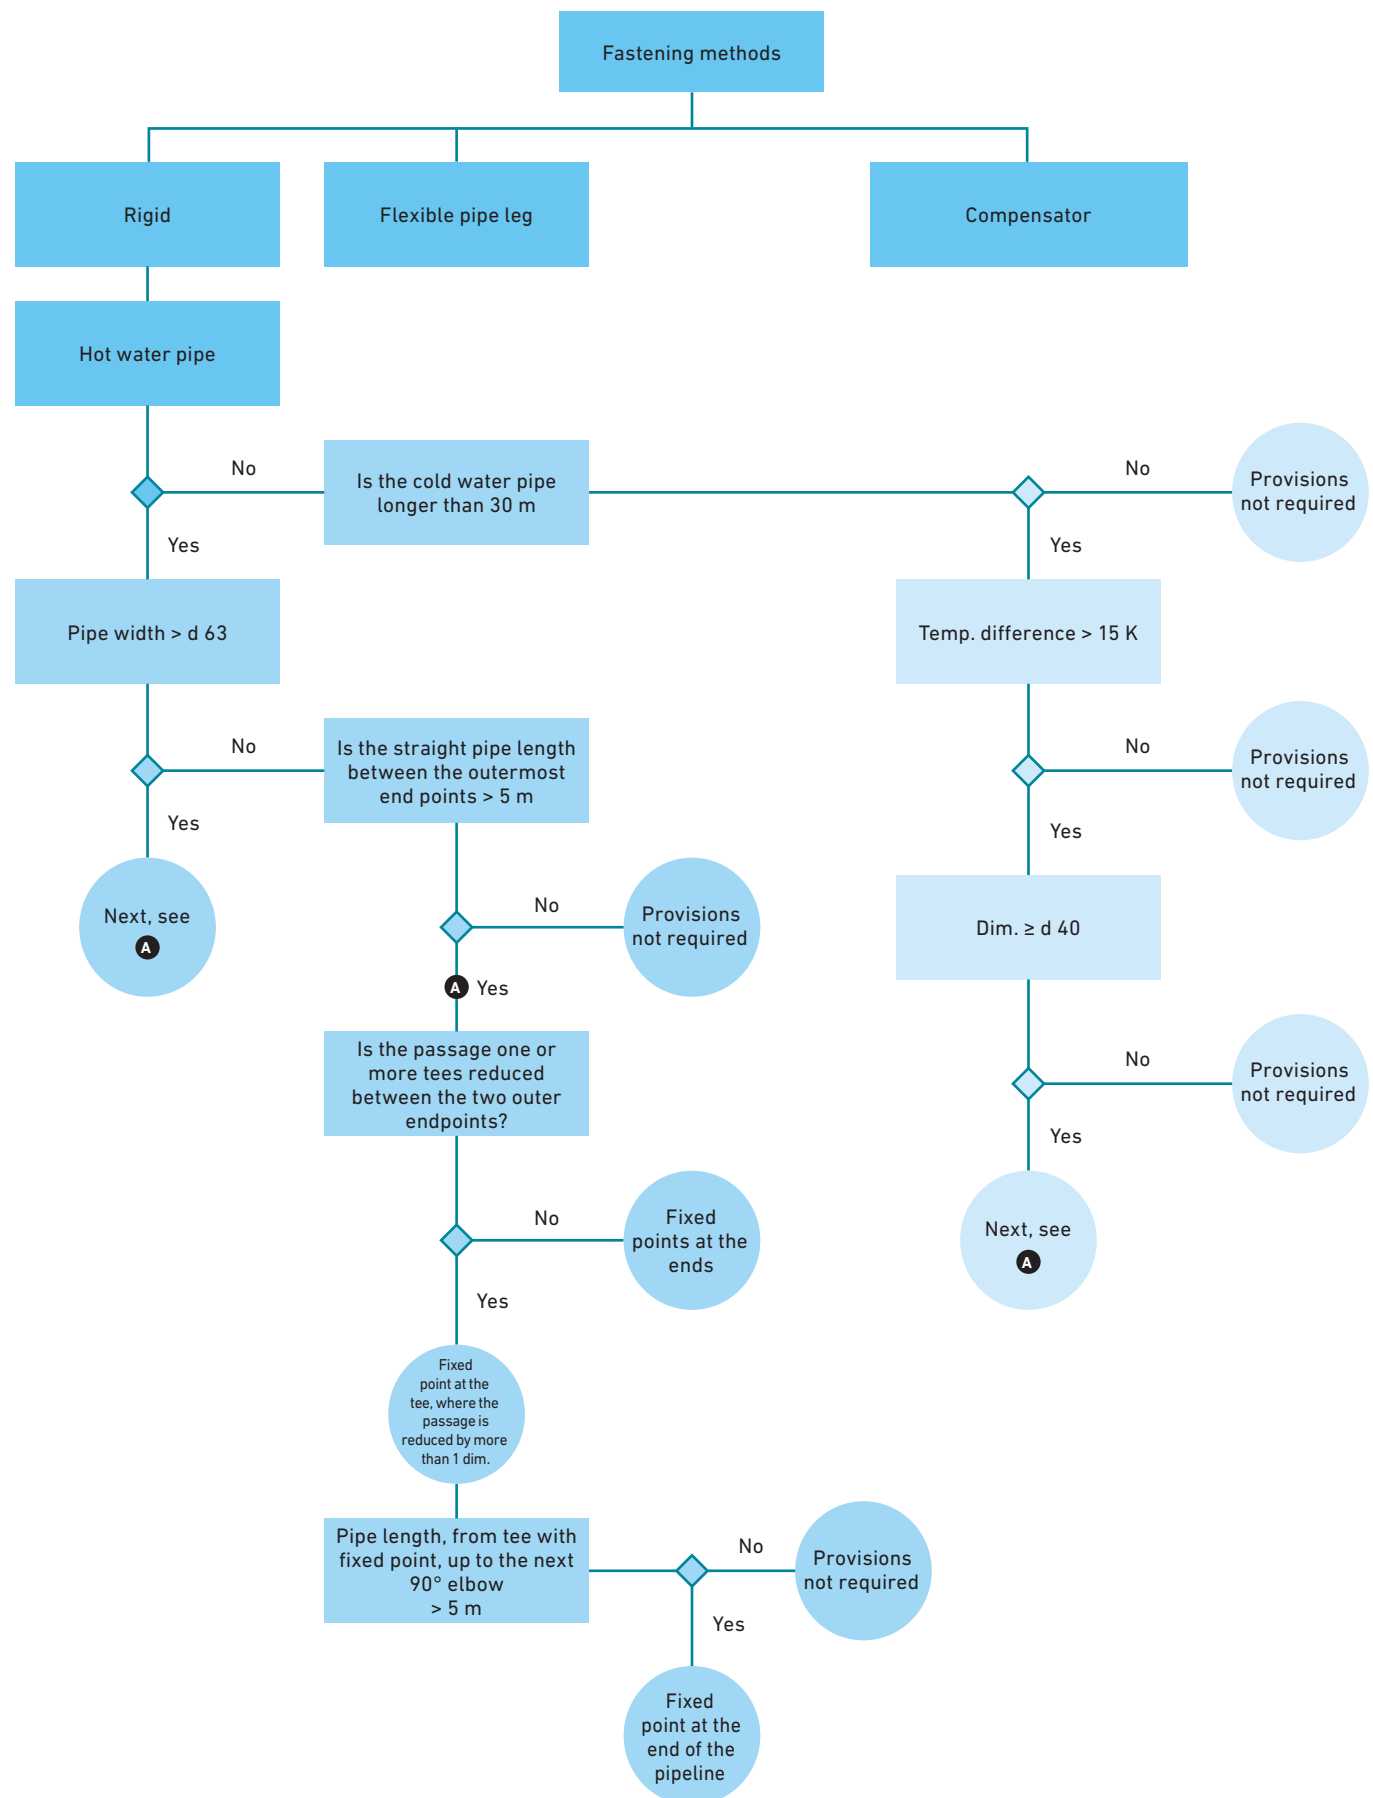 Fastening methods
Rigid
Flexible pipe leg
Compensator
Hot water pipe
No
Is the cold water pipe
longer than 30 m
No
Provisions
not required
Yes
Yes
Pipe width > d 63
Temp. difference > 15 K
No
Is the straight pipe length
between the outermost
end points > 5 m
No
Provisions
not required
Yes
Yes
Next, see
A
No
Provisions
not required
Dim. ≥ d 40
A Yes
Is the passage one or
more tees reduced
between the two outer
endpoints?
No
Provisions
not required
Yes
No
Fixed
points at the
ends
Next, see
A
Yes
Fixed
point at the
tee, where the
passage is
reduced by more
than 1 dim.
Pipe length, from tee with
fixed point, up to the next
90° elbow
> 5 m
No
Provisions
not required
Yes
Fixed
point at the
end of the
pipeline